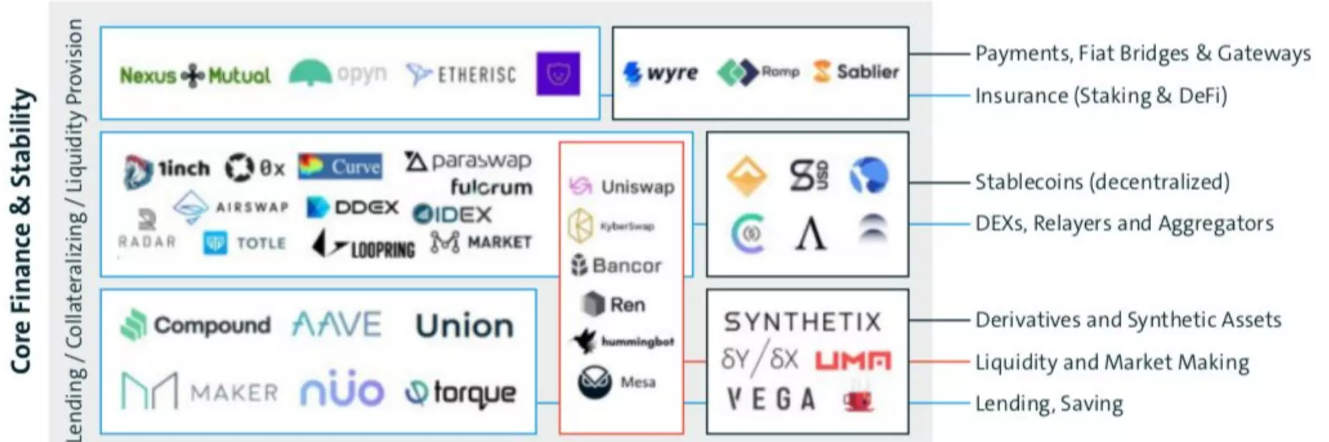 Core Finance & Stability
Lending / Collateralizing / Liquidity Provision
Nexus Mutual
opyn
ETHERISC
wyre
Ramp
Sablier
Payments, Fiat Bridges & Gateways
Insurance (Staking & DeFi)
1inch
0x
Curve
paraswap
fulcrum
AIRSWAP
DDEX
IDEX
RADAR
TOTLE
LOOPRING
MARKET
Uniswap
KyberSwap
Bancor
Ren
hummingbot
Mesa
SUSD
Stablecoins (decentralized)
DEXs, Relayers and Aggregators
Compound
AAVE
Union
MAKER
nüo
torque
SYNTHETIX
δY/δX
UMA
VEGA
Derivatives and Synthetic Assets
Liquidity and Market Making
Lending, Saving